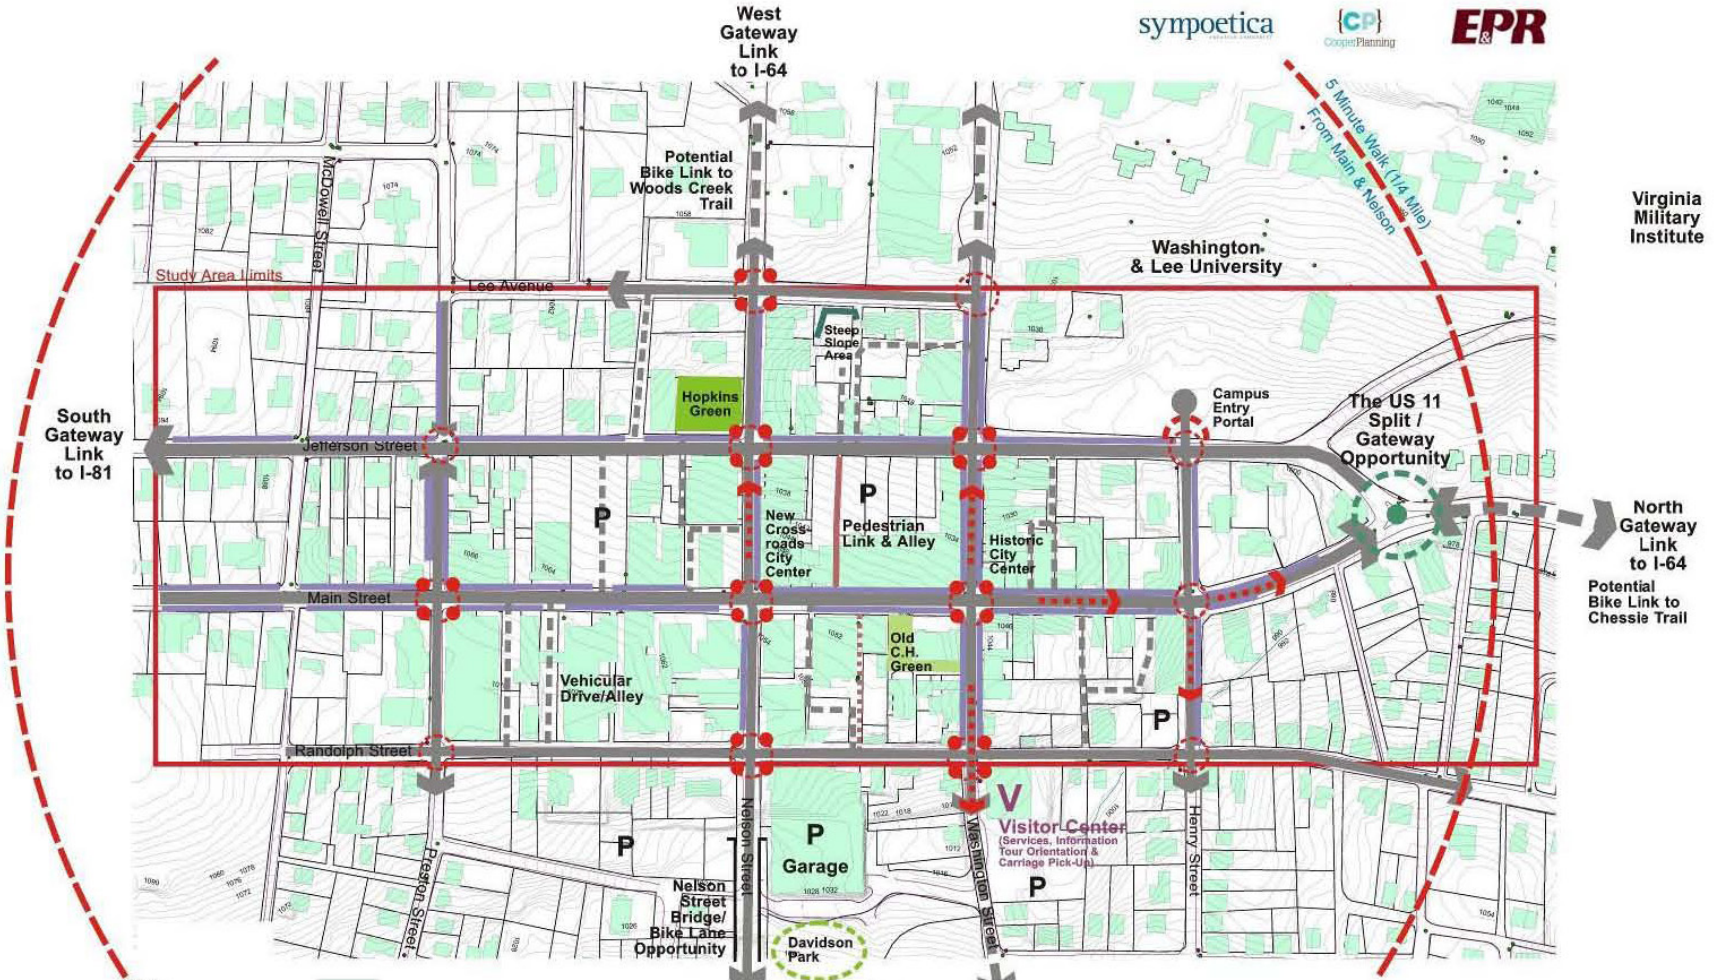 West
Gateway
Link
to I-64
sympoetica
{CP}
CooperPlanning
E&PR
5 Minute Walk (1/4 Mile)
From Main & Nelson
Virginia
Military
Institute
Potential
Bike Link to
Woods Creek
Trail
Washington
& Lee University
McDowell Street
Study Area Limits
Lee Avenue
Steep
Slope
Area
Hopkins
Green
Campus
Entry
Portal
The US 11
Split /
Gateway
Opportunity
South
Gateway
Link
to I-81
Jefferson Street
P
P
New
Cross-
roads
City
Center
Pedestrian
Link & Alley
Historic
City
Center
North
Gateway
Link
to I-64
Potential
Bike Link to
Chessie Trail
Main Street
Old
C.H.
Green
Vehicular
Drive/Alley
P
Randolph Street
V
Visitor Center
(Services, Information
Tour Orientation &
Carriage Pick-Up)
P
P
Garage
P
Preston Street
Nelson Street
Washington Street
Henry Street
Nelson
Street
Bridge/
Bike Lane
Opportunity
Davidson
Park